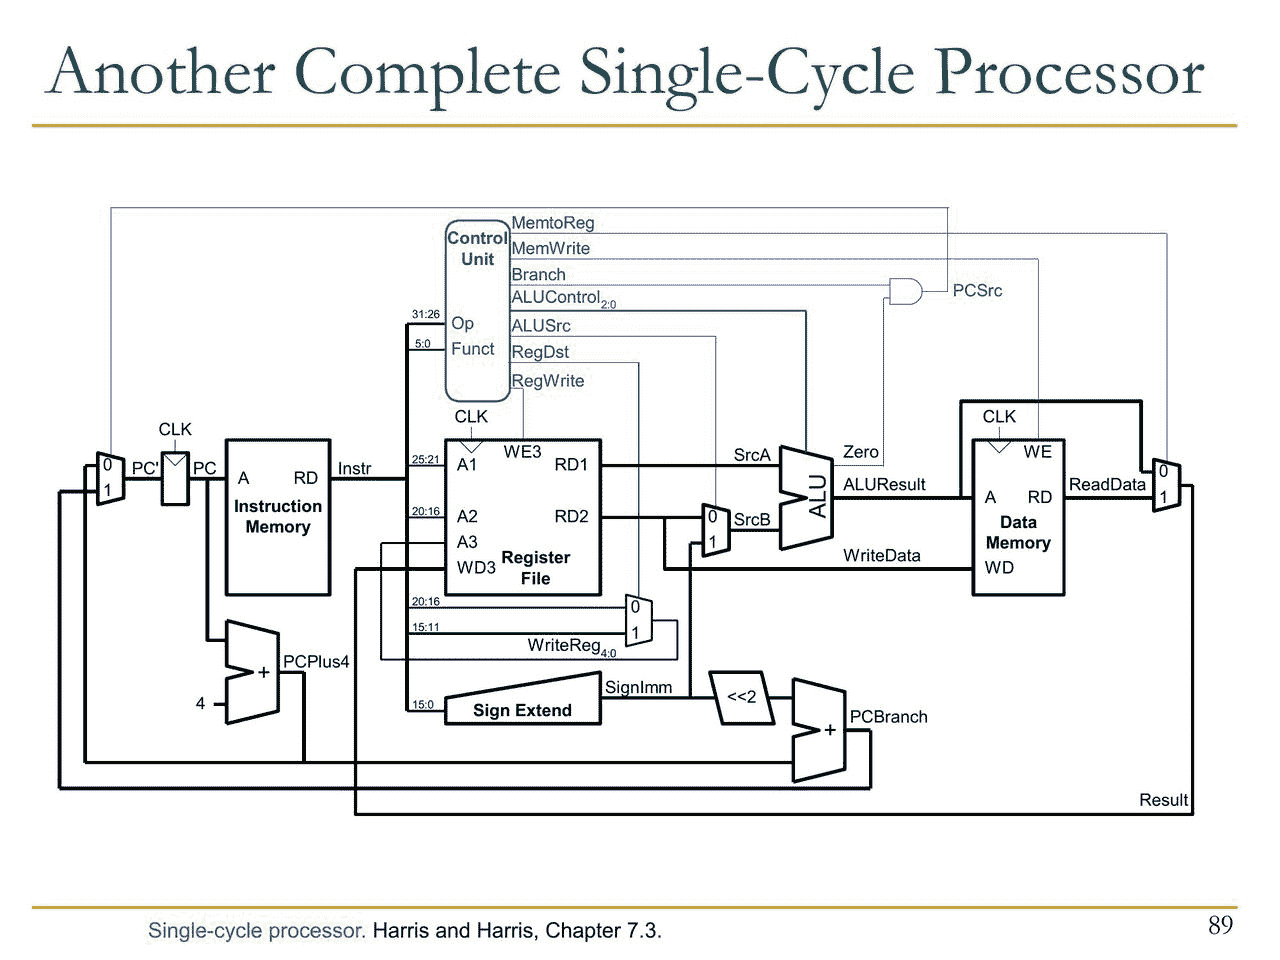 Another Complete Single-Cycle Processor
MemtoReg
Control
Unit
MemWrite
Branch
ALUControl2:0
PCSrc
31:26
Op
ALUSrc
5:0
Funct
RegDst
RegWrite
CLK
CLK
CLK
0
1
PC'
PC
A
RD
Instruction
Memory
Instr
25:21
A1
WE3
RD1
SrcA
Zero
WE
0
1
20:16
A2
RD2
0
1
SrcB
ALU
ALUResult
A
RD
ReadData
Data
Memory
A3
WD3
Register
File
WriteData
WD
20:16
0
15:11
1
WriteReg4:0
PCPlus4
+
4
SignImm
15:0
Sign Extend
<<2
+
PCBranch
Result
Single-cycle processor. Harris and Harris, Chapter 7.3.
89